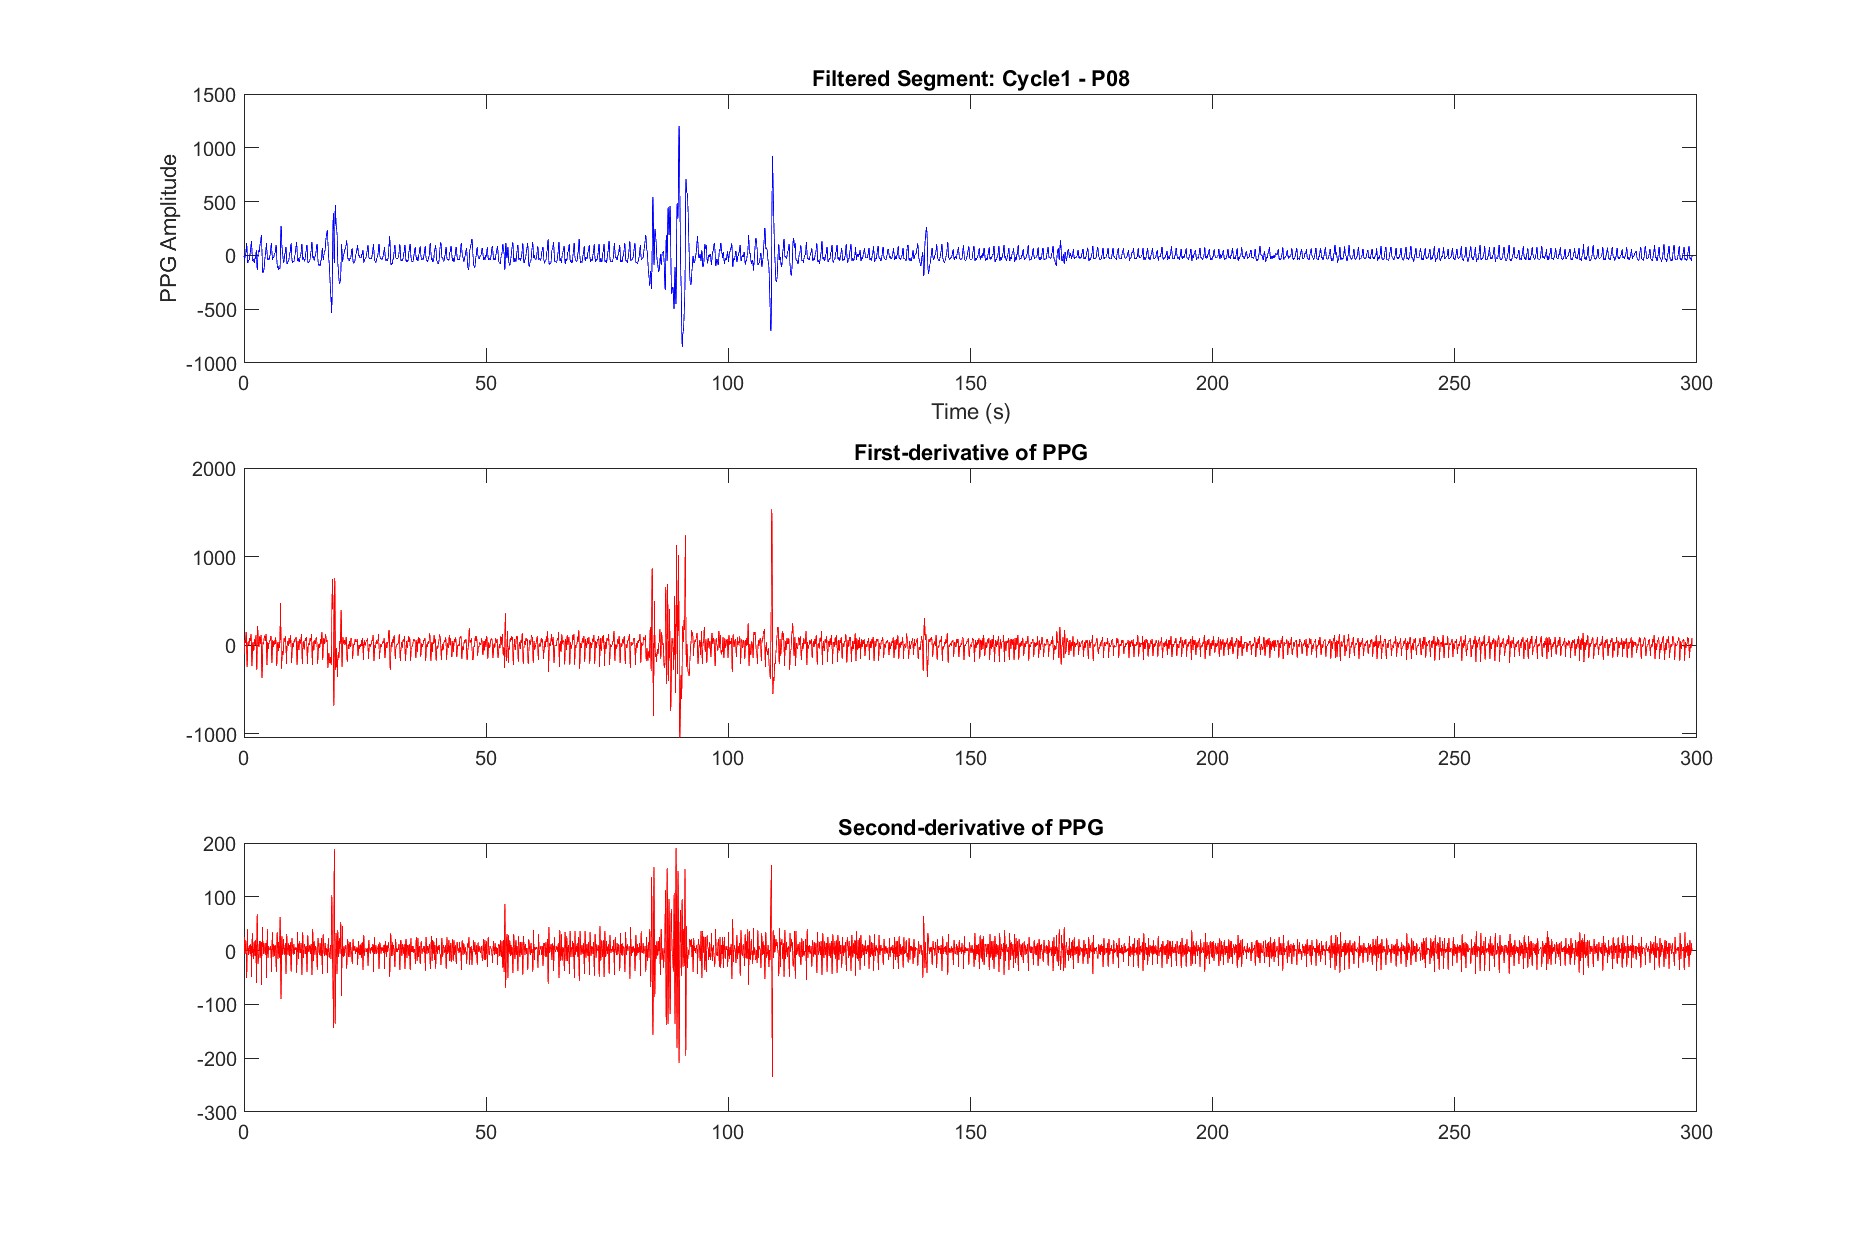 Filtered Segment: Cycle1 - P08
1500
1000
500
0
-500
-1000
PPG Amplitude
0 50 100 150 200 250 300
Time (s)
First-derivative of PPG
2000
1000
0
-1000
0 50 100 150 200 250 300
Second-derivative of PPG
200
100
0
-100
-200
-300
0 50 100 150 200 250 300